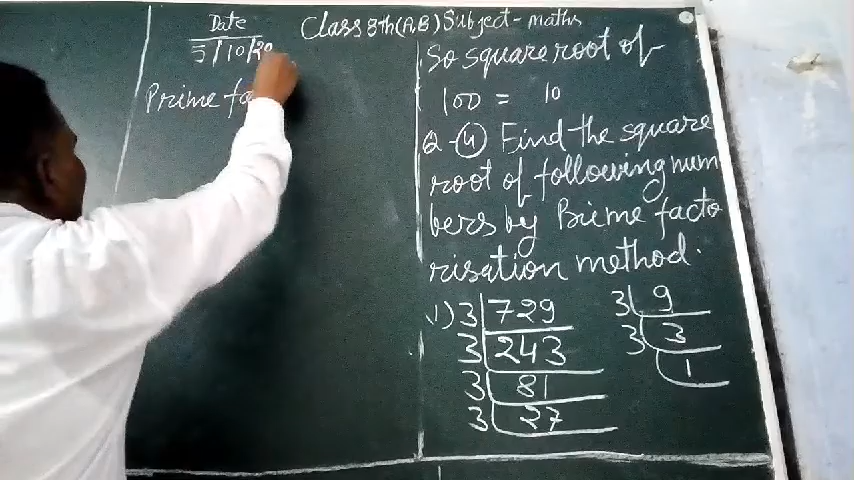 Date
5/10/20
Class 8th(A,B) Subject - maths
Prime fa
So square root of
100 = 10
Q-(4) Find the square
root of following num
bers by Prime facto
risation method.
(1) 3 729
3 243
3 81
3 27
3 9
3 3
1